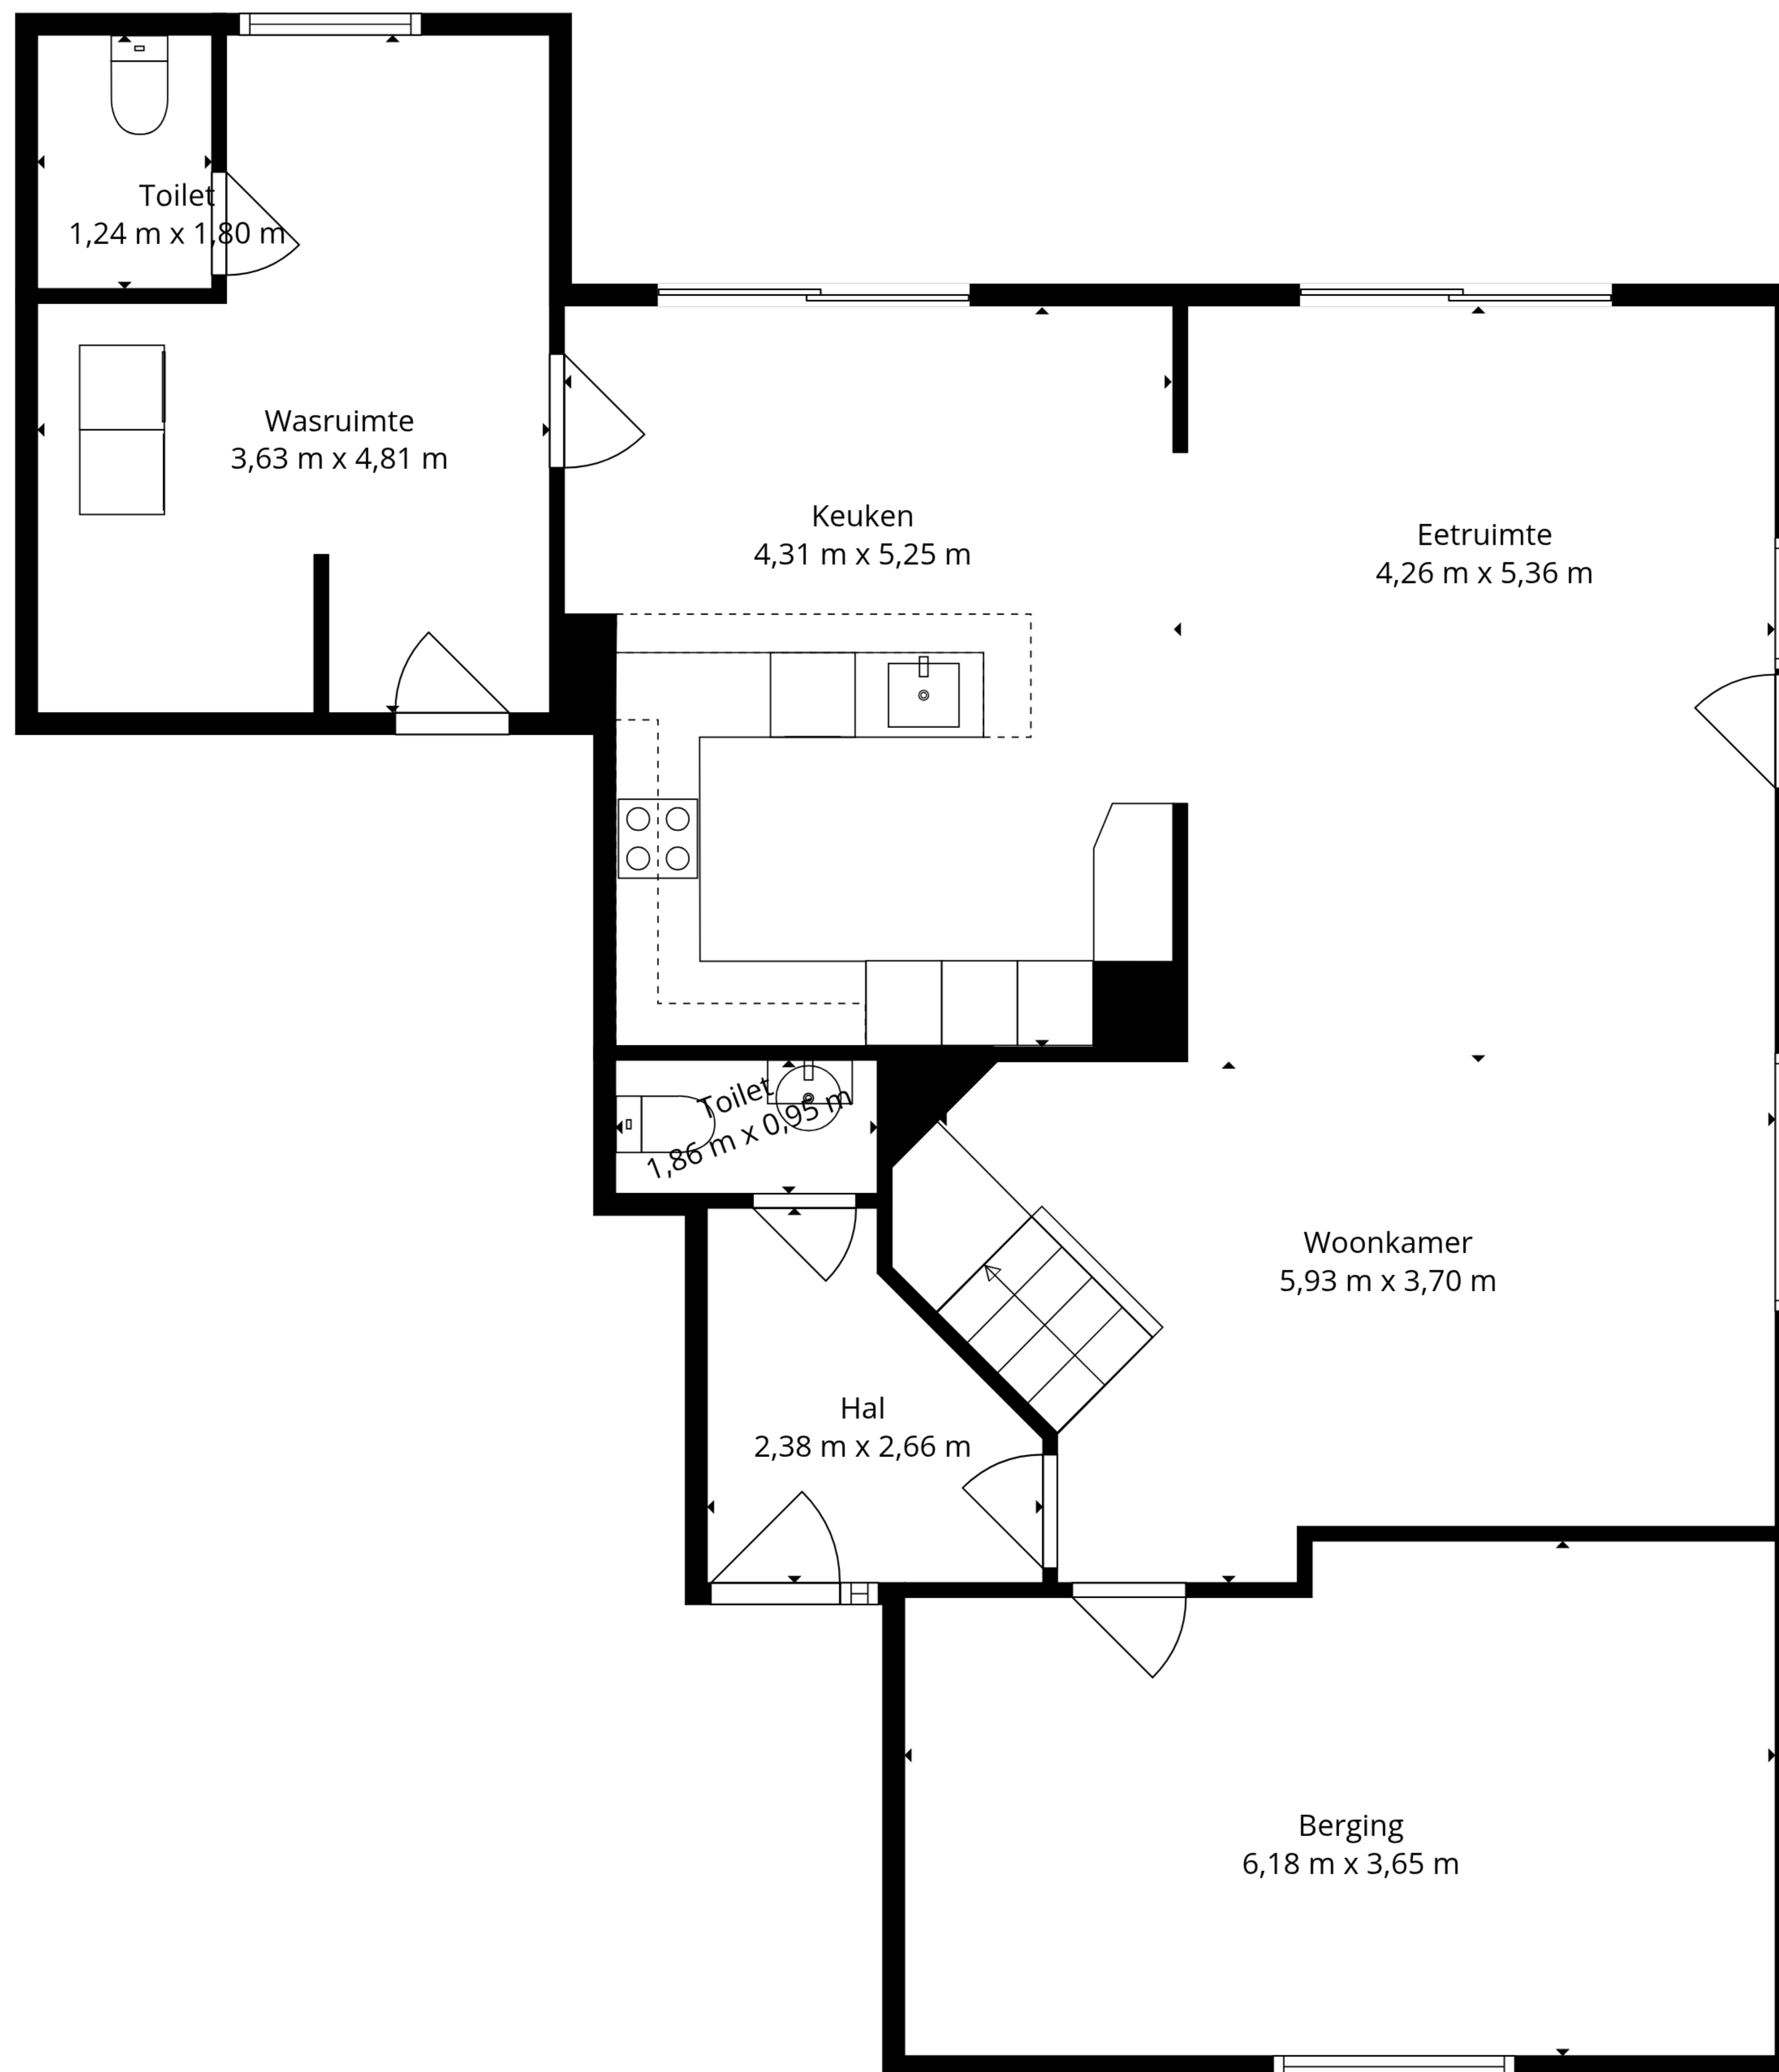 Toilet
1,24 m x 1,80 m
Wasruimte
3,63 m x 4,81 m
Keuken
4,31 m x 5,25 m
Eetruimte
4,26 m x 5,36 m
Toilet
1,86 m x 0,95 m
Woonkamer
5,93 m x 3,70 m
Hal
2,38 m x 2,66 m
Berging
6,18 m x 3,65 m